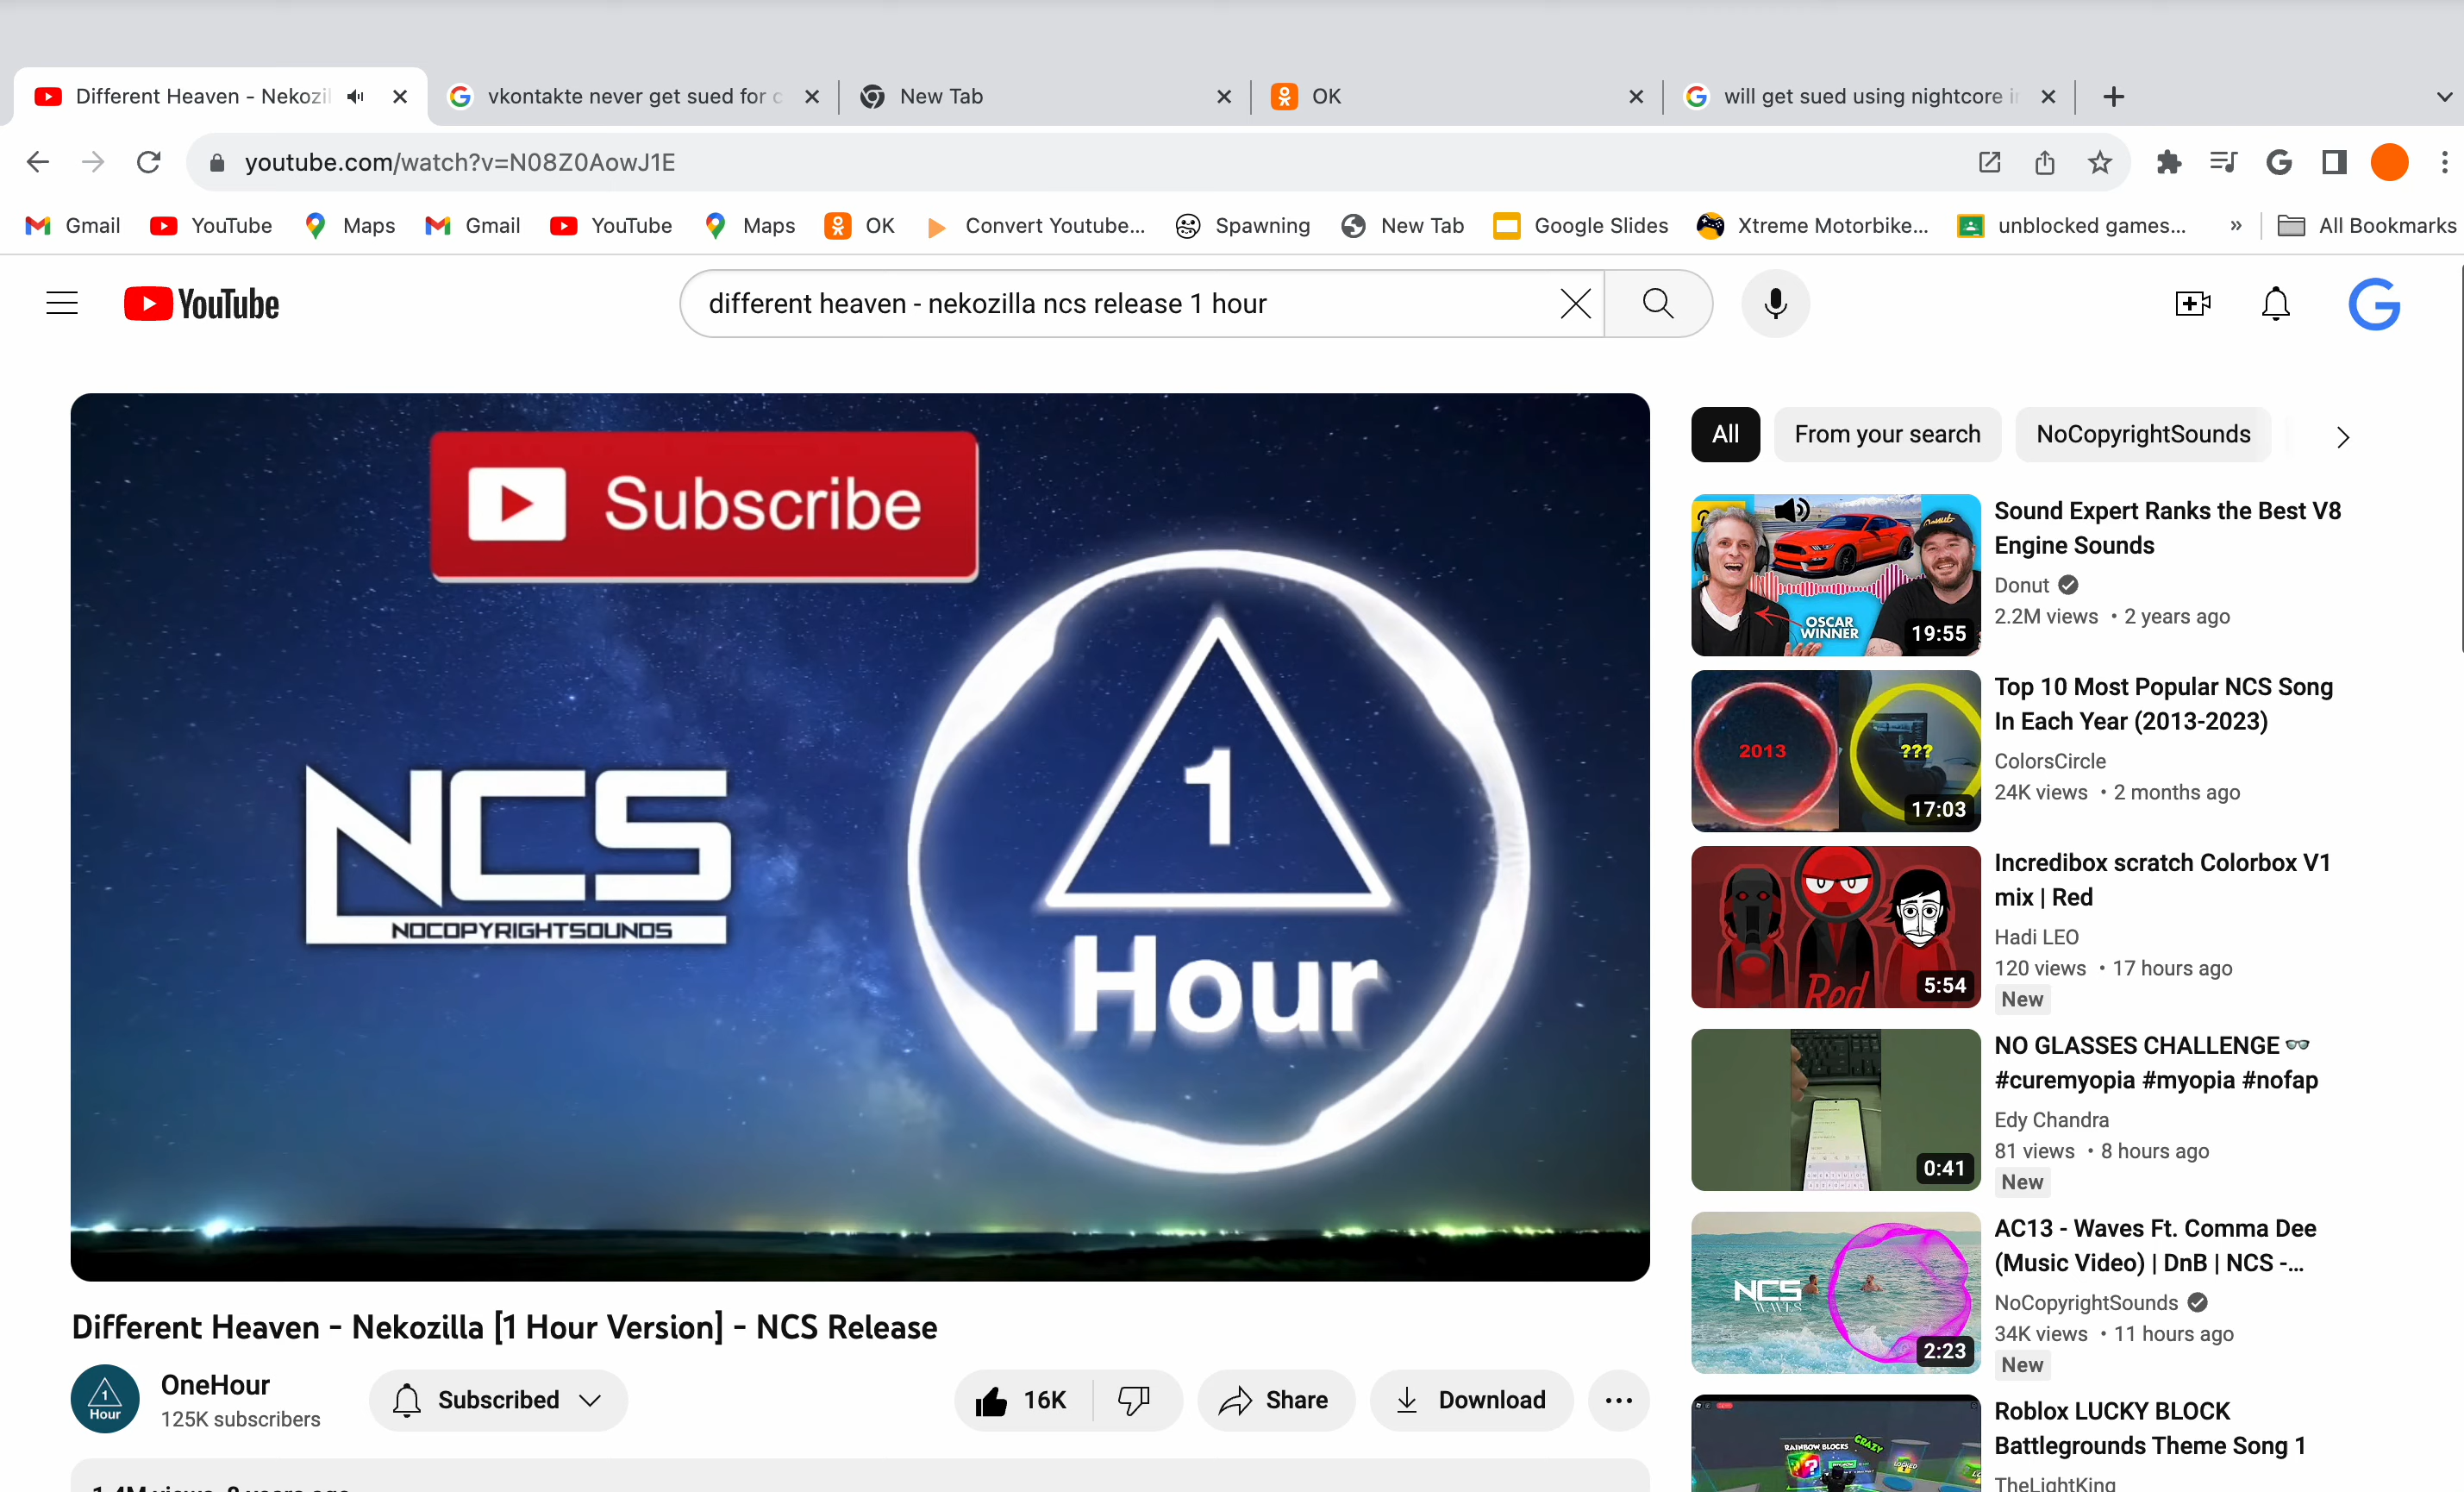 Different Heaven - Nekozil
vkontakte never get sued for
New Tab
OK
will get sued using nightcore
youtube.com/watch?v=N08Z0AowJ1E
Gmail
YouTube
Maps
Gmail
YouTube
Maps
OK
Convert Youtube...
Spawning
New Tab
Google Slides
Xtreme Motorbike...
unblocked games...
»
All Bookmarks
YouTube
different heaven - nekozilla ncs release 1 hour
Subscribe
NCS
NOCOPYRIGHTSOUNDS
1
Hour
Different Heaven - Nekozilla [1 Hour Version] - NCS Release
1
Hour
OneHour
125K subscribers
Subscribed
16K
Share
Download
All
From your search
NoCopyrightSounds
OSCAR
WINNER
19:55
Sound Expert Ranks the Best V8
Engine Sounds
Donut
2.2M views • 2 years ago
2013
???
17:03
Top 10 Most Popular NCS Song
In Each Year (2013-2023)
ColorsCircle
24K views • 2 months ago
Red
5:54
Incredibox scratch Colorbox V1
mix | Red
Hadi LEO
120 views • 17 hours ago
New
0:41
NO GLASSES CHALLENGE 👓
#curemyopia #myopia #nofap
Edy Chandra
81 views • 8 hours ago
New
NCS
WAVES
2:23
AC13 - Waves Ft. Comma Dee
(Music Video) | DnB | NCS -...
NoCopyrightSounds
34K views • 11 hours ago
New
RAINBOW BLOCKS
CRAZY
LOCKED
Roblox LUCKY BLOCK
Battlegrounds Theme Song 1
TheLightKing